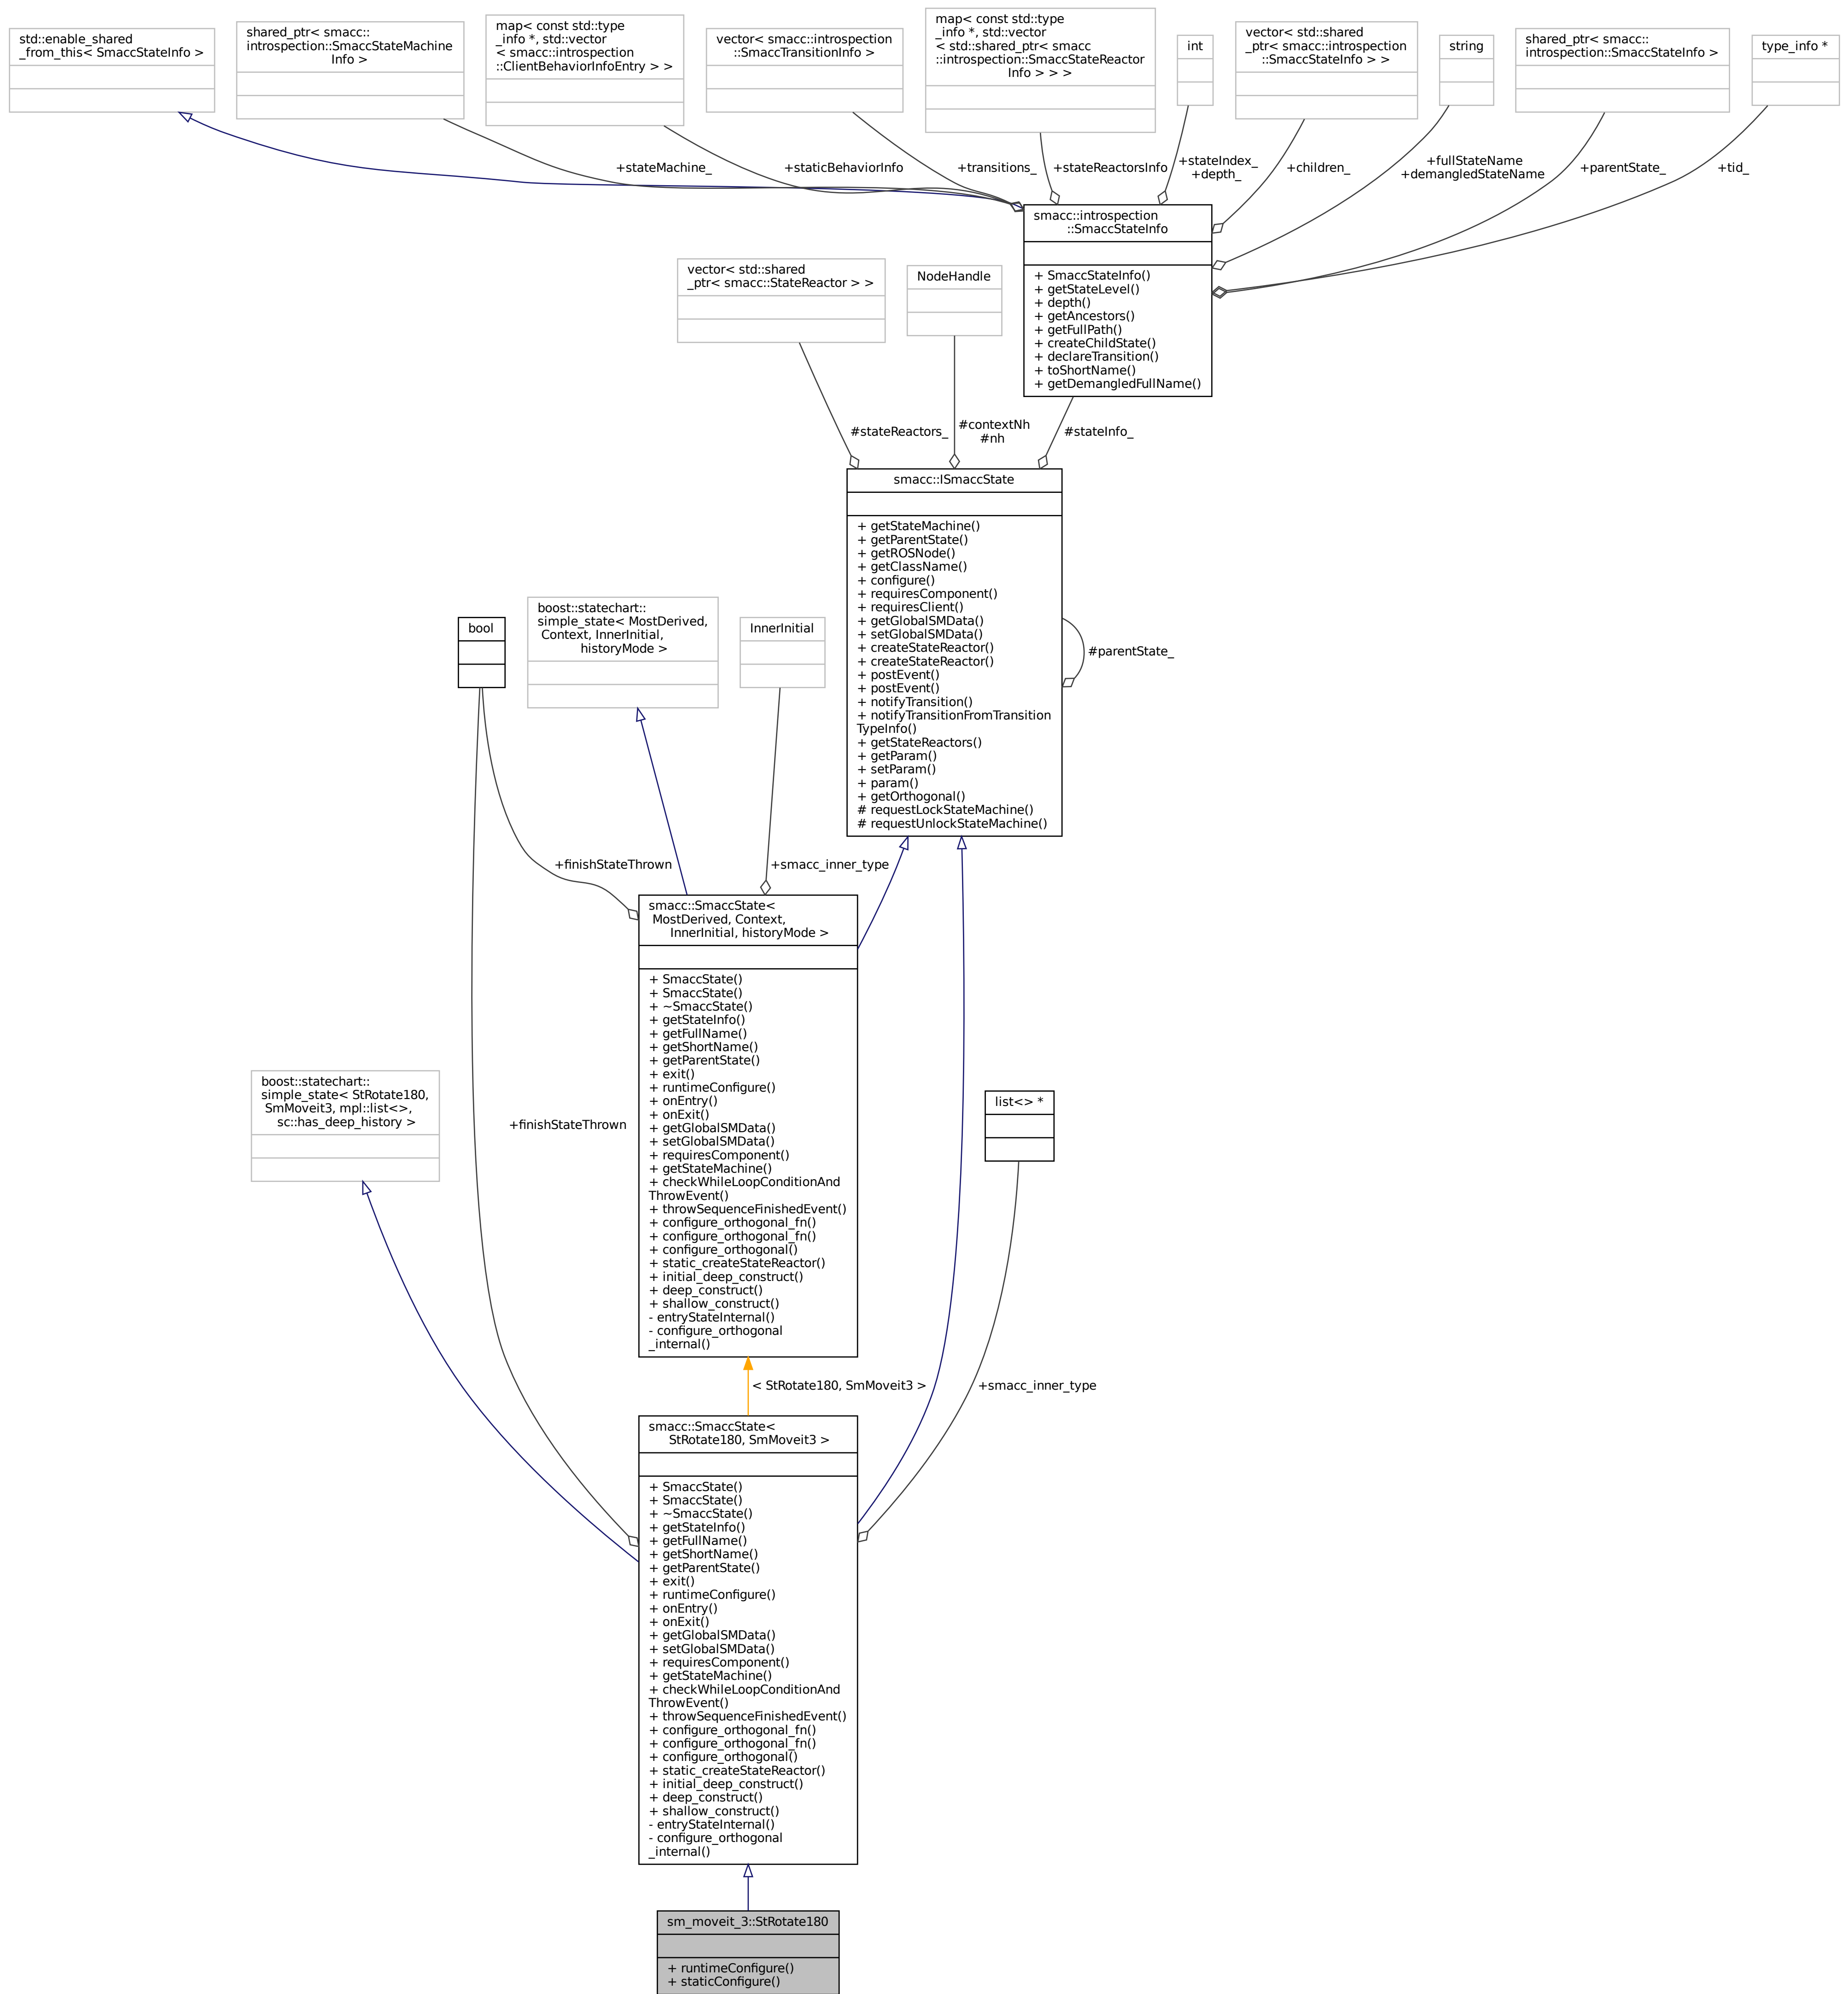 std::enable_shared
_from_this< SmaccStateInfo >
shared_ptr< smacc::
introspection::SmaccStateMachine
Info >
map< const std::type
_info *, std::vector
< smacc::introspection
::ClientBehaviorInfoEntry > >
vector< smacc::introspection
::SmaccTransitionInfo >
map< const std::type
_info *, std::vector
< std::shared_ptr< smacc
::introspection::SmaccStateReactor
Info > > >
int
vector< std::shared
_ptr< smacc::introspection
::SmaccStateInfo > >
string
shared_ptr< smacc::
introspection::SmaccStateInfo >
type_info *
+stateMachine_
+staticBehaviorInfo
+transitions_
+stateReactorsInfo
+stateIndex_
+depth_
+children_
+fullStateName
+demangledStateName
+parentState_
+tid_
smacc::introspection
::SmaccStateInfo
+ SmaccStateInfo()
+ getStateLevel()
+ depth()
+ getAncestors()
+ getFullPath()
+ createChildState()
+ declareTransition()
+ toShortName()
+ getDemangledFullName()
vector< std::shared
_ptr< smacc::StateReactor > >
NodeHandle
#stateReactors_
#contextNh
#nh
#stateInfo_
smacc::ISmaccState
+ getStateMachine()
+ getParentState()
+ getROSNode()
+ getClassName()
+ configure()
+ requiresComponent()
+ requiresClient()
+ getGlobalSMData()
+ setGlobalSMData()
+ createStateReactor()
+ createStateReactor()
+ postEvent()
+ postEvent()
+ notifyTransition()
+ notifyTransitionFromTransition
TypeInfo()
+ getStateReactors()
+ getParam()
+ setParam()
+ param()
+ getOrthogonal()
# requestLockStateMachine()
# requestUnlockStateMachine()
#parentState_
bool
boost::statechart::
simple_state< MostDerived,
Context, InnerInitial,
historyMode >
InnerInitial
+finishStateThrown
+smacc_inner_type
smacc::SmaccState<
MostDerived, Context,
InnerInitial, historyMode >
+ SmaccState()
+ SmaccState()
+ ~SmaccState()
+ getStateInfo()
+ getFullName()
+ getShortName()
+ getParentState()
+ exit()
+ runtimeConfigure()
+ onEntry()
+ onExit()
+ getGlobalSMData()
+ setGlobalSMData()
+ requiresComponent()
+ getStateMachine()
+ checkWhileLoopConditionAnd
ThrowEvent()
+ throwSequenceFinishedEvent()
+ configure_orthogonal_fn()
+ configure_orthogonal_fn()
+ configure_orthogonal()
+ static_createStateReactor()
+ initial_deep_construct()
+ deep_construct()
+ shallow_construct()
- entryStateInternal()
- configure_orthogonal
_internal()
boost::statechart::
simple_state< StRotate180,
SmMoveit3, mpl::list<>,
sc::has_deep_history >
+finishStateThrown
list<> *
< StRotate180, SmMoveit3 >
+smacc_inner_type
smacc::SmaccState<
StRotate180, SmMoveit3 >
+ SmaccState()
+ SmaccState()
+ ~SmaccState()
+ getStateInfo()
+ getFullName()
+ getShortName()
+ getParentState()
+ exit()
+ runtimeConfigure()
+ onEntry()
+ onExit()
+ getGlobalSMData()
+ setGlobalSMData()
+ requiresComponent()
+ getStateMachine()
+ checkWhileLoopConditionAnd
ThrowEvent()
+ throwSequenceFinishedEvent()
+ configure_orthogonal_fn()
+ configure_orthogonal_fn()
+ configure_orthogonal()
+ static_createStateReactor()
+ initial_deep_construct()
+ deep_construct()
+ shallow_construct()
- entryStateInternal()
- configure_orthogonal
_internal()
sm_moveit_3::StRotate180
+ runtimeConfigure()
+ staticConfigure()